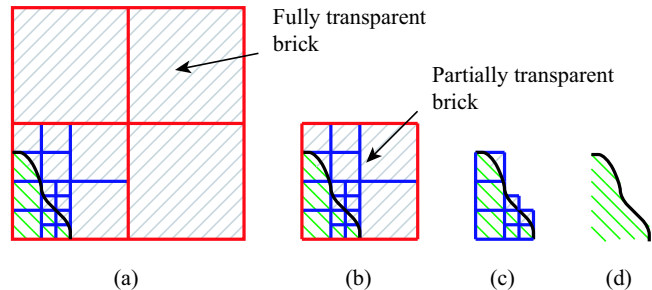 Fully transparent
brick
Partially transparent
brick
(a)
(b)
(c)
(d)